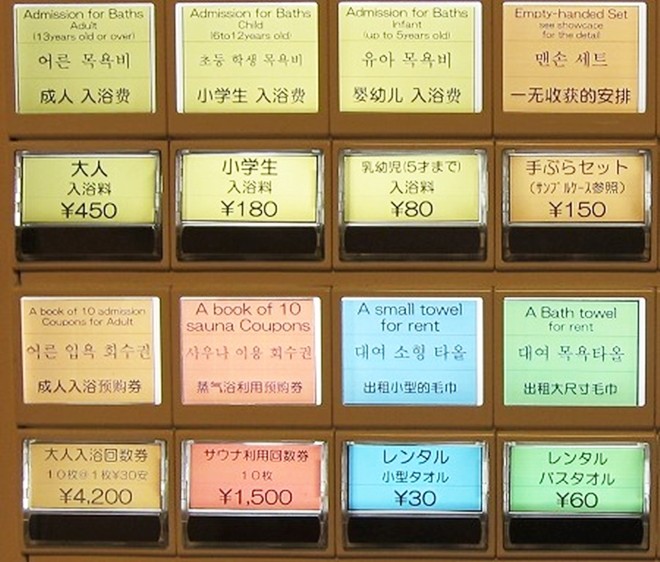 Admission for Baths
Adult
(13years old or over)
어른 목욕비
成人 入浴费
Admission for Baths
Child
(6to12years old)
초등 학생 목욕비
小学生 入浴费
Admission for Baths
Infant
(up to 5years old)
유아 목욕비
婴幼儿 入浴费
Empty-handed Set
see showcase
for the detail
맨손 세트
一无收获的安排
大人
入浴料
¥450
小学生
入浴料
¥180
乳幼児(5才まで)
入浴料
¥80
手ぶらセット
(サンプルケース参照)
¥150
A book of 10 admission
Coupons for Adult
어른 입욕 회수권
成人入浴预购券
A book of 10
sauna Coupons
사우나 이용 회수권
蒸气浴利用预购券
A small towel
for rent
대여 소형 타올
出租小型的毛巾
A Bath towel
for rent
대여 목욕타올
出租大尺寸毛巾
大人入浴回数券
10枚@1枚¥30安
¥4,200
サウナ利用回数券
10枚
¥1,500
レンタル
小型タオル
¥30
レンタル
バスタオル
¥60